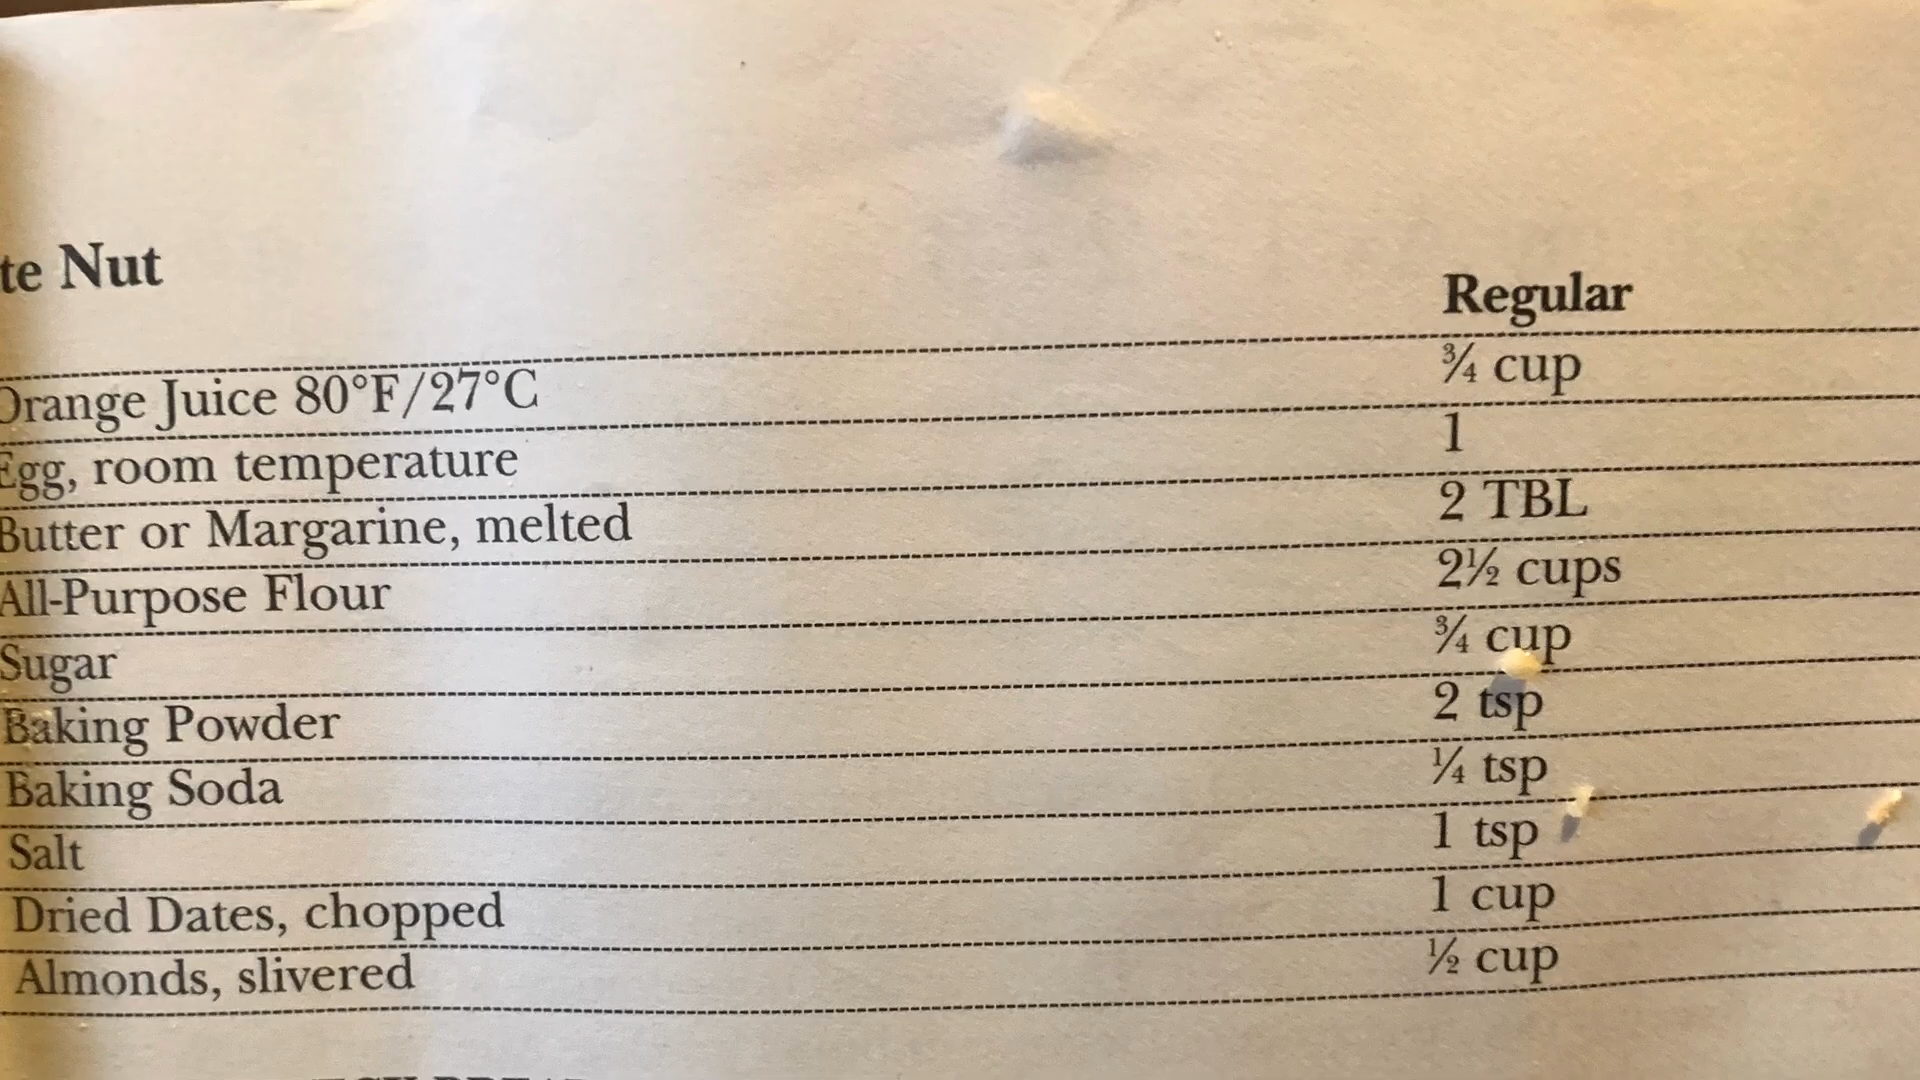 te Nut
Regular
Orange Juice 80°F/27°C ¾ cup
Egg, room temperature 1
Butter or Margarine, melted 2 TBL
All-Purpose Flour 2½ cups
Sugar ¾ cup
Baking Powder 2 tsp
Baking Soda ¼ tsp
Salt 1 tsp
Dried Dates, chopped 1 cup
Almonds, slivered ½ cup